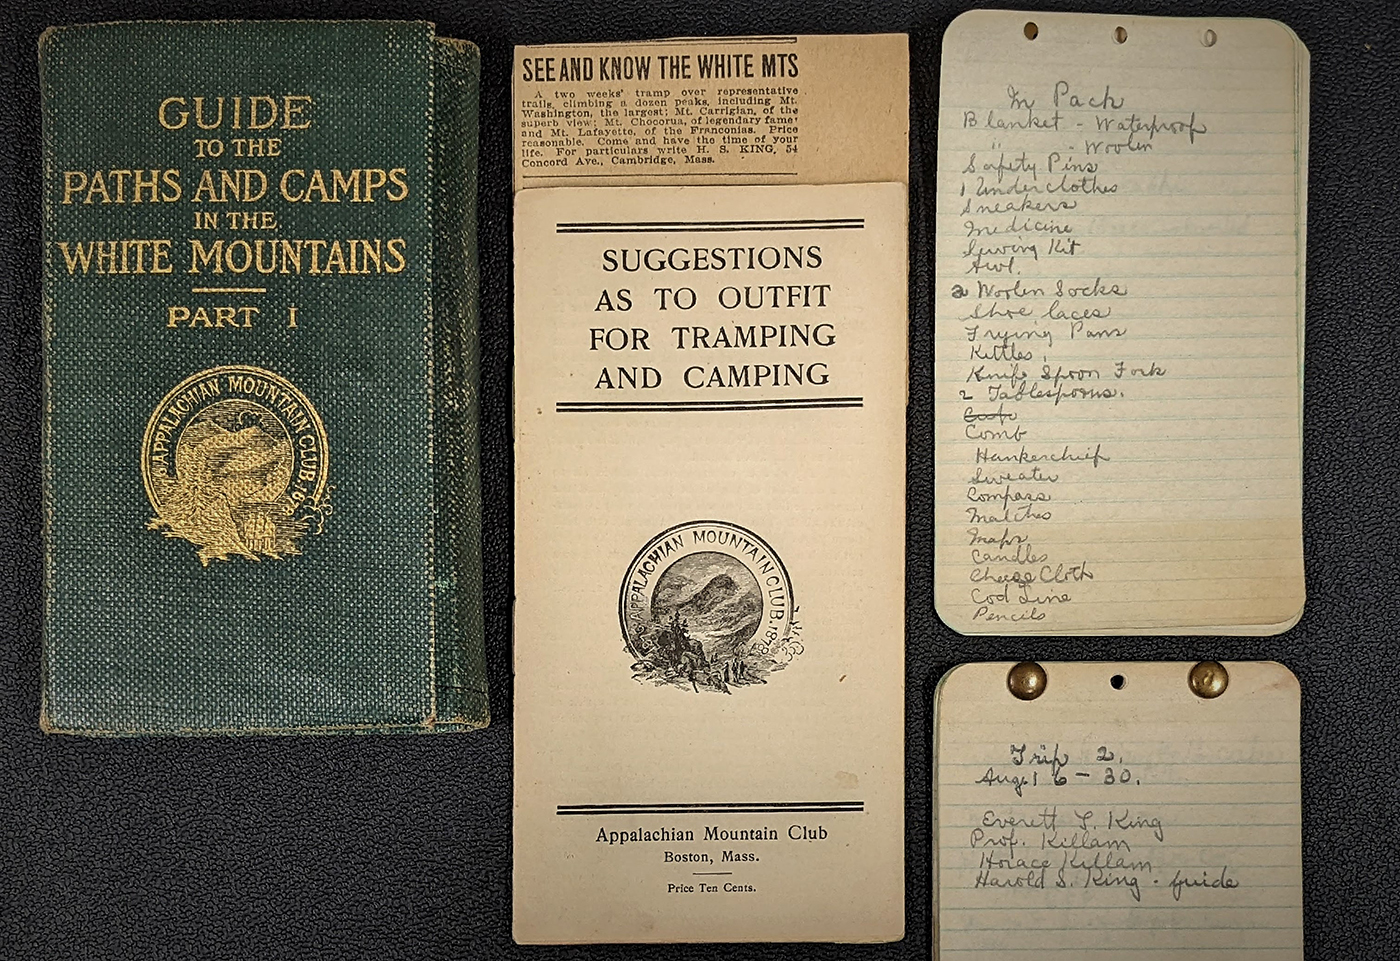 GUIDE
TO THE
PATHS AND CAMPS
IN THE
WHITE MOUNTAINS
PART I
APPALACHIAN MOUNTAIN CLUB. 1876
SEE AND KNOW THE WHITE MTS
A two weeks' tramp over representative
trails, climbing a dozen peaks, including Mt.
Washington, the largest; Mt. Carrigian, of the
superb view; Mt. Chocorua, of legendary fame
and Mt. Lafayette, of the Franconias. Price
reasonable. Come and have the time of your
life. For particulars write H. S. KING, 54
Concord Ave., Cambridge, Mass.
SUGGESTIONS
AS TO OUTFIT
FOR TRAMPING
AND CAMPING
APPALACHIAN MOUNTAIN CLUB. 1876
Appalachian Mountain Club
Boston, Mass.
Price Ten Cents.
In Pack
Blanket - Waterproof
" - Woolen
Safety Pins
1 Underclothes
Sneakers
Medicine
Sewing Kit
Awl.
2 Woolen Socks
Shoe laces
Frying Pans
Kettles.
Knife Spoon Fork
2 Tablespoons.
Comb
Hankerchief
Sweater
Compass
Matches
Maps
Candles
Cheese Cloth
Cod Line
Pencils
Trip 2.
Aug. 16 - 30.
Everett L. King
Prof. Killam
Horace Killam
Harold S. King - guide